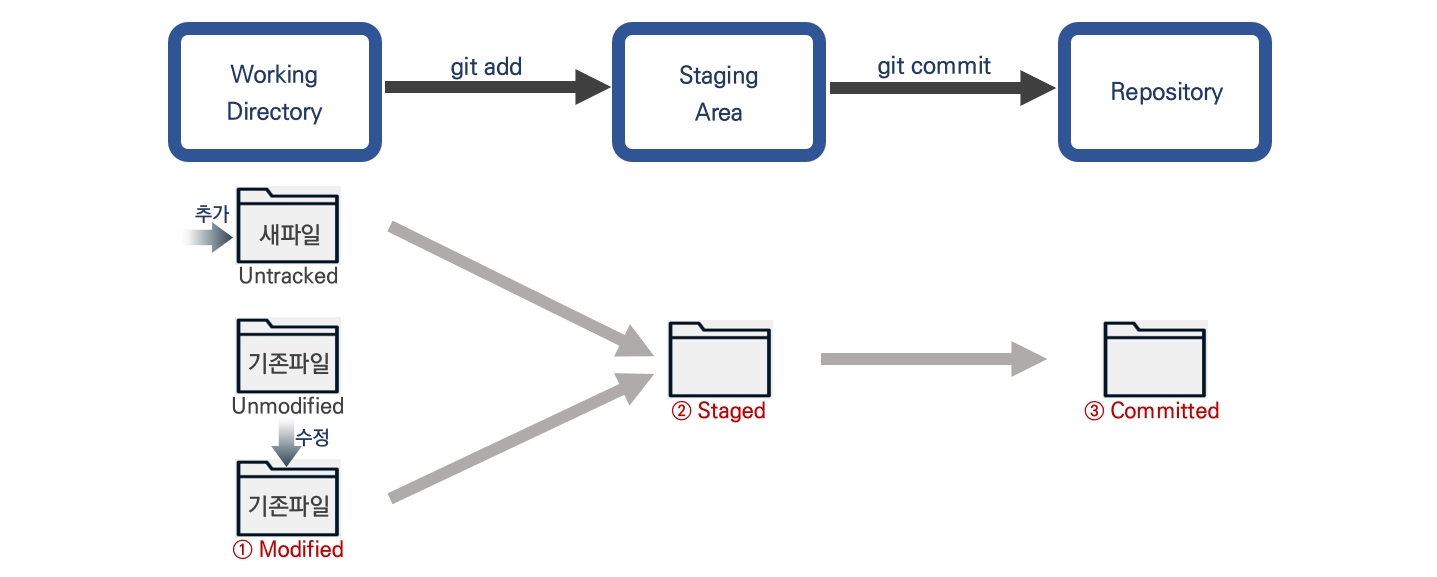 Working
Directory
git add
Staging
Area
git commit
Repository
추가
새파일
Untracked
기존파일
Unmodified
수정
기존파일
① Modified
② Staged
③ Committed